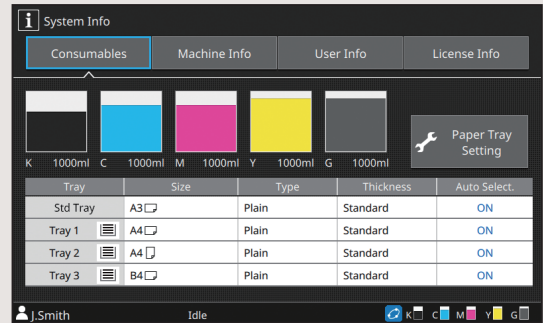 System Info
Consumables Machine Info User Info License Info
K 1000ml C 1000ml M 1000ml Y 1000ml G 1000ml
Paper Tray
Setting
Tray Size Type Thickness Auto Select.
Std Tray A3 Plain Standard ON
Tray 1 A4 Plain Standard ON
Tray 2 A4 Plain Standard ON
Tray 3 B4 Plain Standard ON
J.Smith Idle K C M Y G